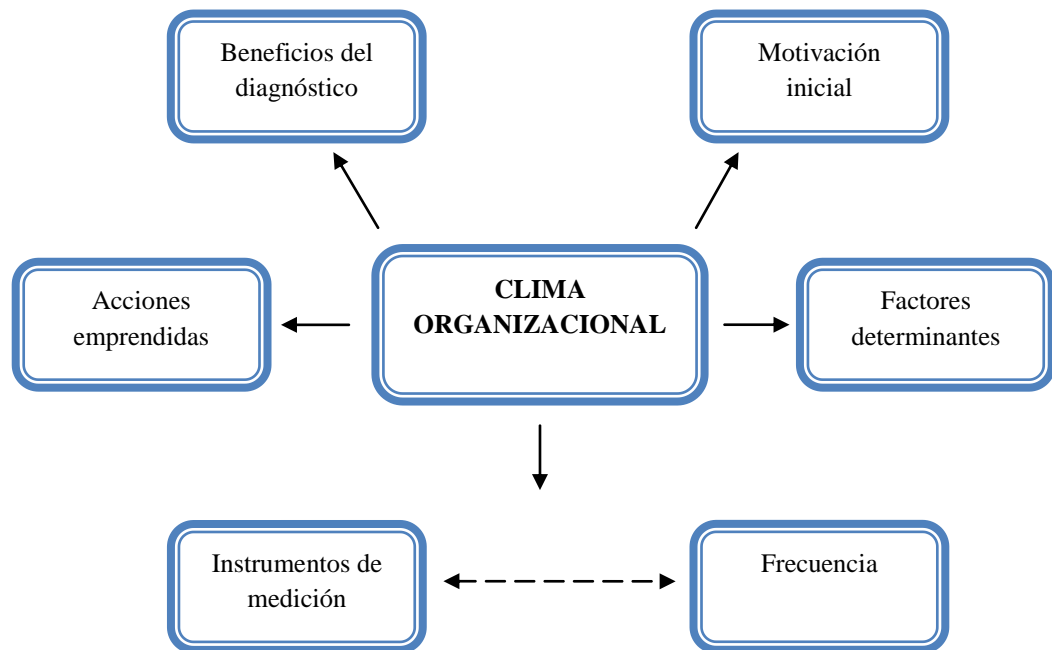 Beneficios del
diagnóstico
Motivación
inicial
Acciones
emprendidas
CLIMA
ORGANIZACIONAL
Factores
determinantes
Instrumentos de
medición
Frecuencia